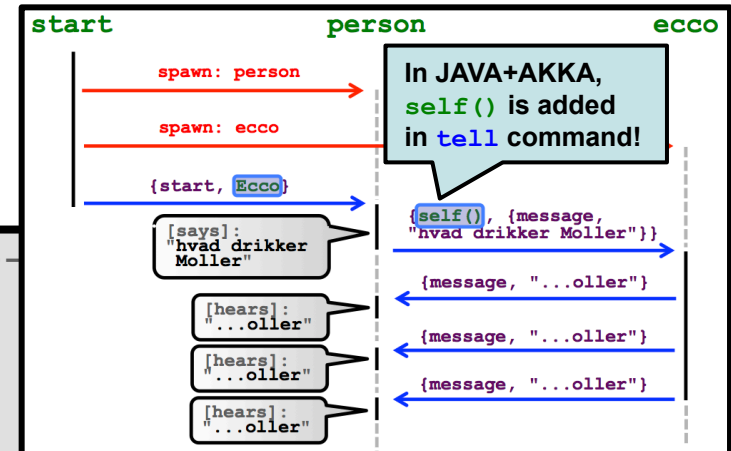 start person ecco
spawn: person
In JAVA+AKKA,
self() is added
in tell command!
spawn: ecco
{start, Ecco}
{self(), {message,
"hvad drikker Moller"}}
[says]:
"hvad drikker
Moller"
{message, "...oller"}
[hears]:
"...oller"
{message, "...oller"}
[hears]:
"...oller"
{message, "...oller"}
[hears]:
"...oller"